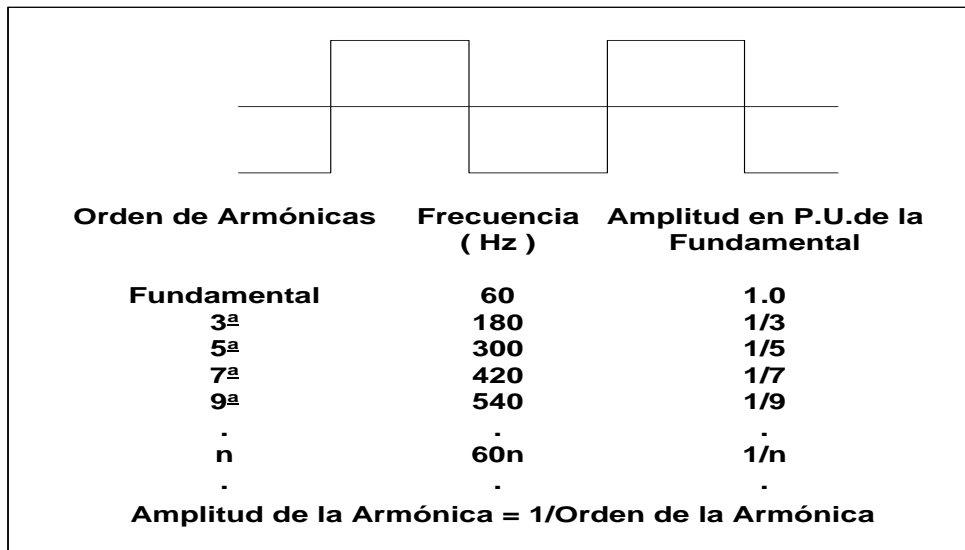 Orden de Armónicas Frecuencia Amplitud en P.U.de la
( Hz ) Fundamental
Fundamental 60 1.0
3ª 180 1/3
5ª 300 1/5
7ª 420 1/7
9ª 540 1/9
. . .
n 60n 1/n
. . .
Amplitud de la Armónica = 1/Orden de la Armónica